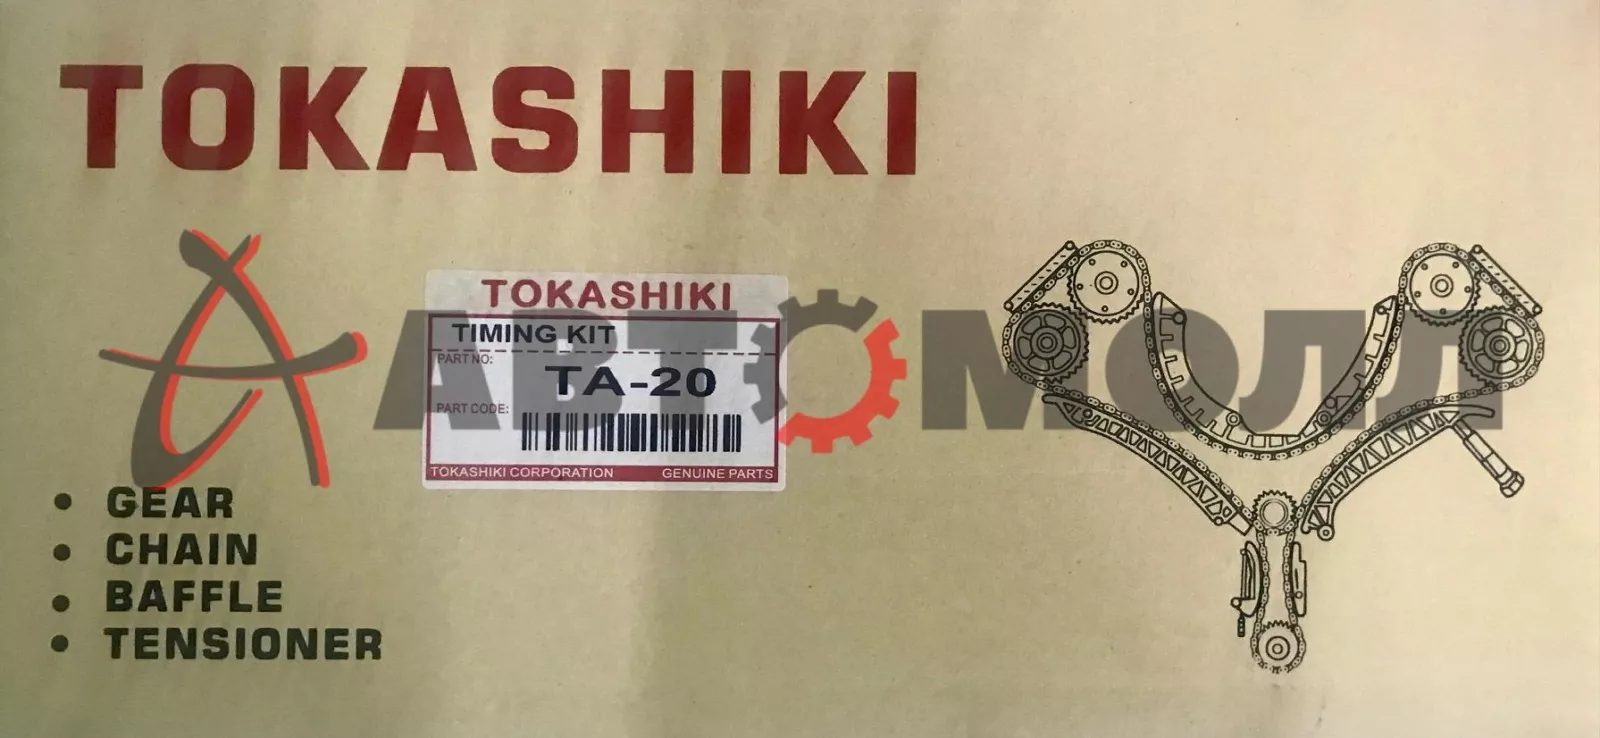 TOKASHIKI
АВТОМОЛЛ
TOKASHIKI
TIMING KIT
PART NO:
TA-20
PART CODE:
TOKASHIKI CORPORATION GENUINE PARTS
• GEAR
• CHAIN
• BAFFLE
• TENSIONER